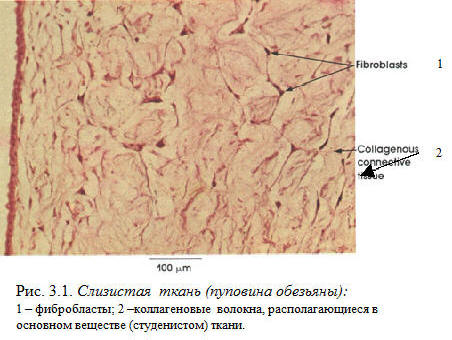 Fibroblasts 1
Collagenous 2
connective
tissue
100 μm
Рис. 3.1. Слизистая ткань (пуповина обезьяны):
1 – фибробласты; 2 –коллагеновые волокна, располагающиеся в
основном веществе (студенистом) ткани.